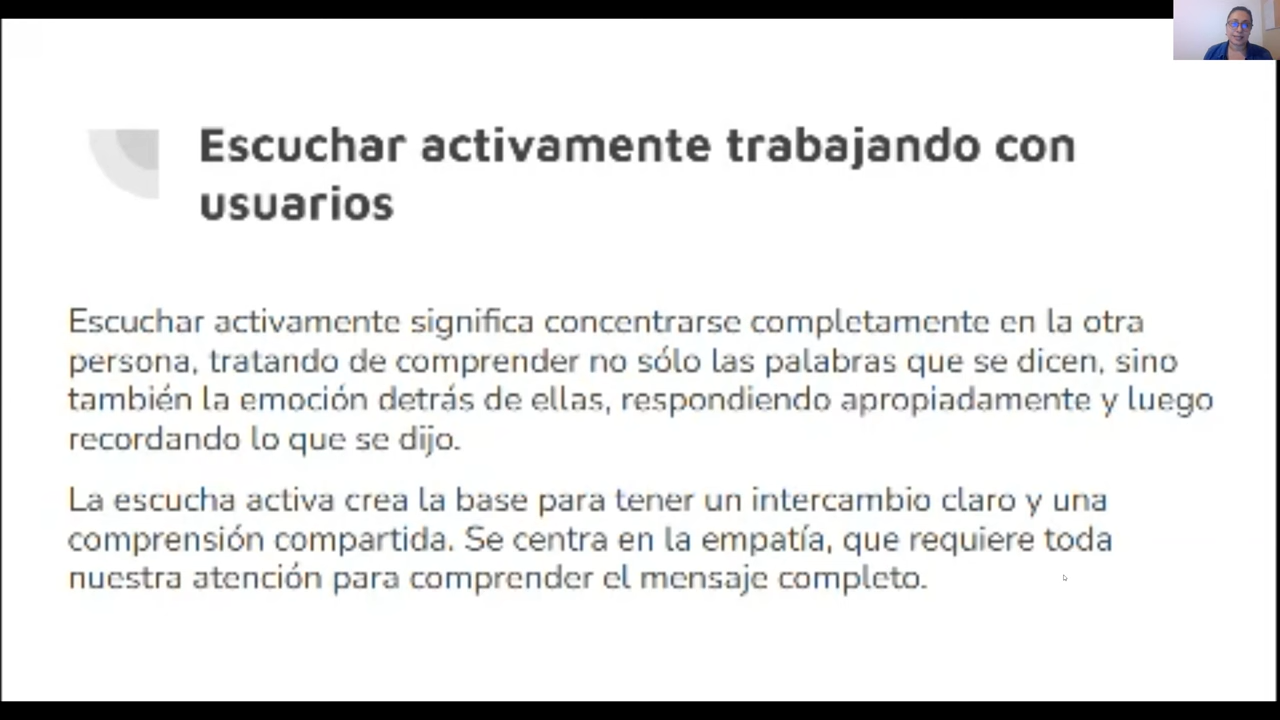 Escuchar activamente trabajando con
usuarios
Escuchar activamente significa concentrarse completamente en la otra
persona, tratando de comprender no sólo las palabras que se dicen, sino
también la emoción detrás de ellas, respondiendo apropiadamente y luego
recordando lo que se dijo.
La escucha activa crea la base para tener un intercambio claro y una
comprensión compartida. Se centra en la empatía, que requiere toda
nuestra atención para comprender el mensaje completo.